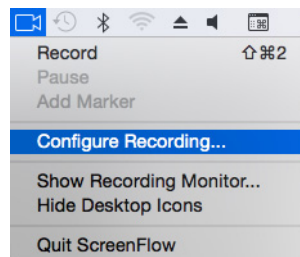 Record ⇧⌘2
Pause
Add Marker
Configure Recording...
Show Recording Monitor...
Hide Desktop Icons
Quit ScreenFlow